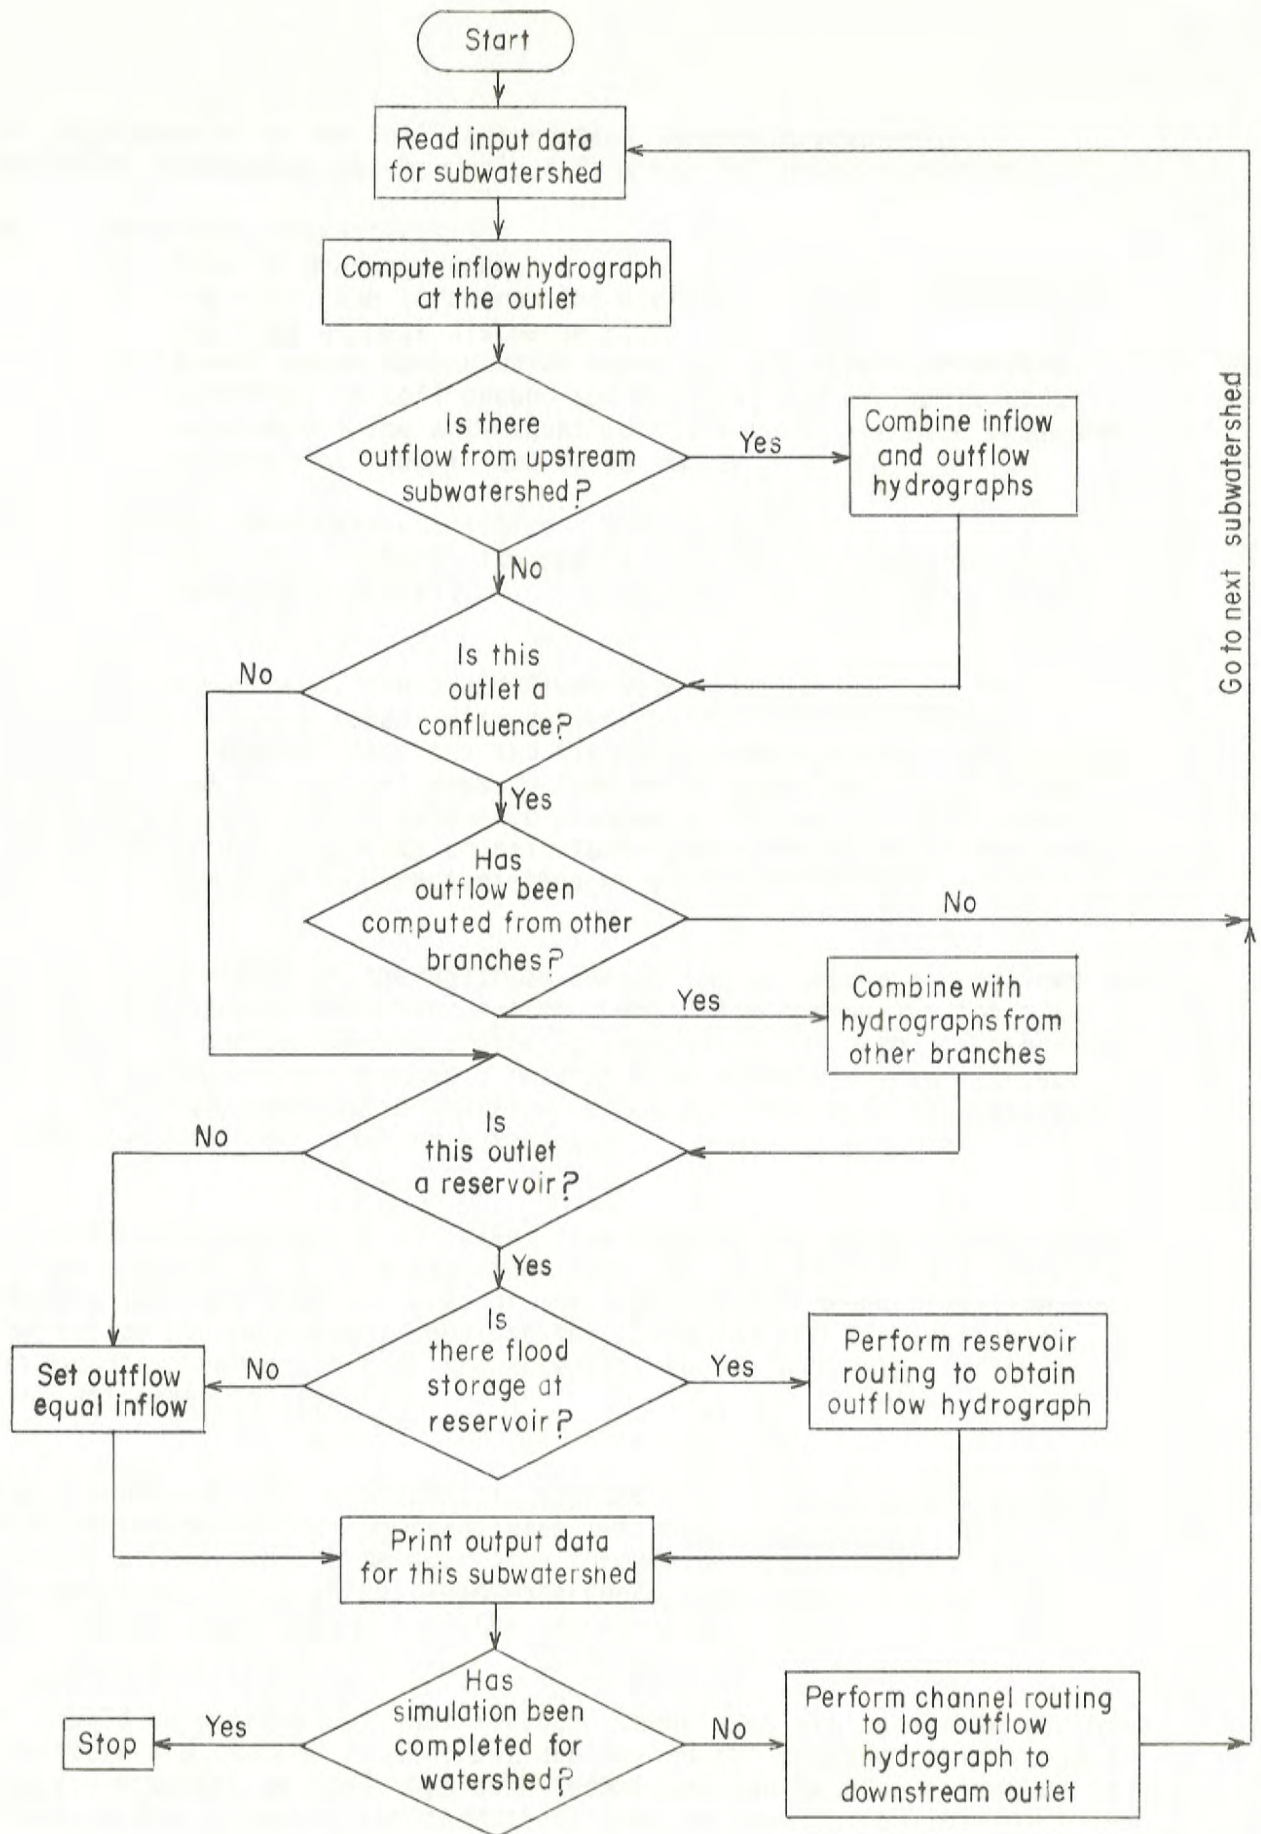 Start
Read input data
for subwatershed
Compute inflow hydrograph
at the outlet
Is there
outflow from upstream
subwatershed?
Yes
Combine inflow
and outflow
hydrographs
No
Go to next subwatershed
Is this
outlet a
confluence?
No
Yes
Has
outflow been
computed from other
branches?
No
Yes
Combine with
hydrographs from
other branches
Is
this outlet
a reservoir?
No
Yes
Is
there flood
storage at
reservoir?
No
Set outflow
equal inflow
Yes
Perform reservoir
routing to obtain
outflow hydrograph
Print output data
for this subwatershed
Has
simulation been
completed for
watershed?
Yes
Stop
No
Perform channel routing
to log outflow
hydrograph to
downstream outlet